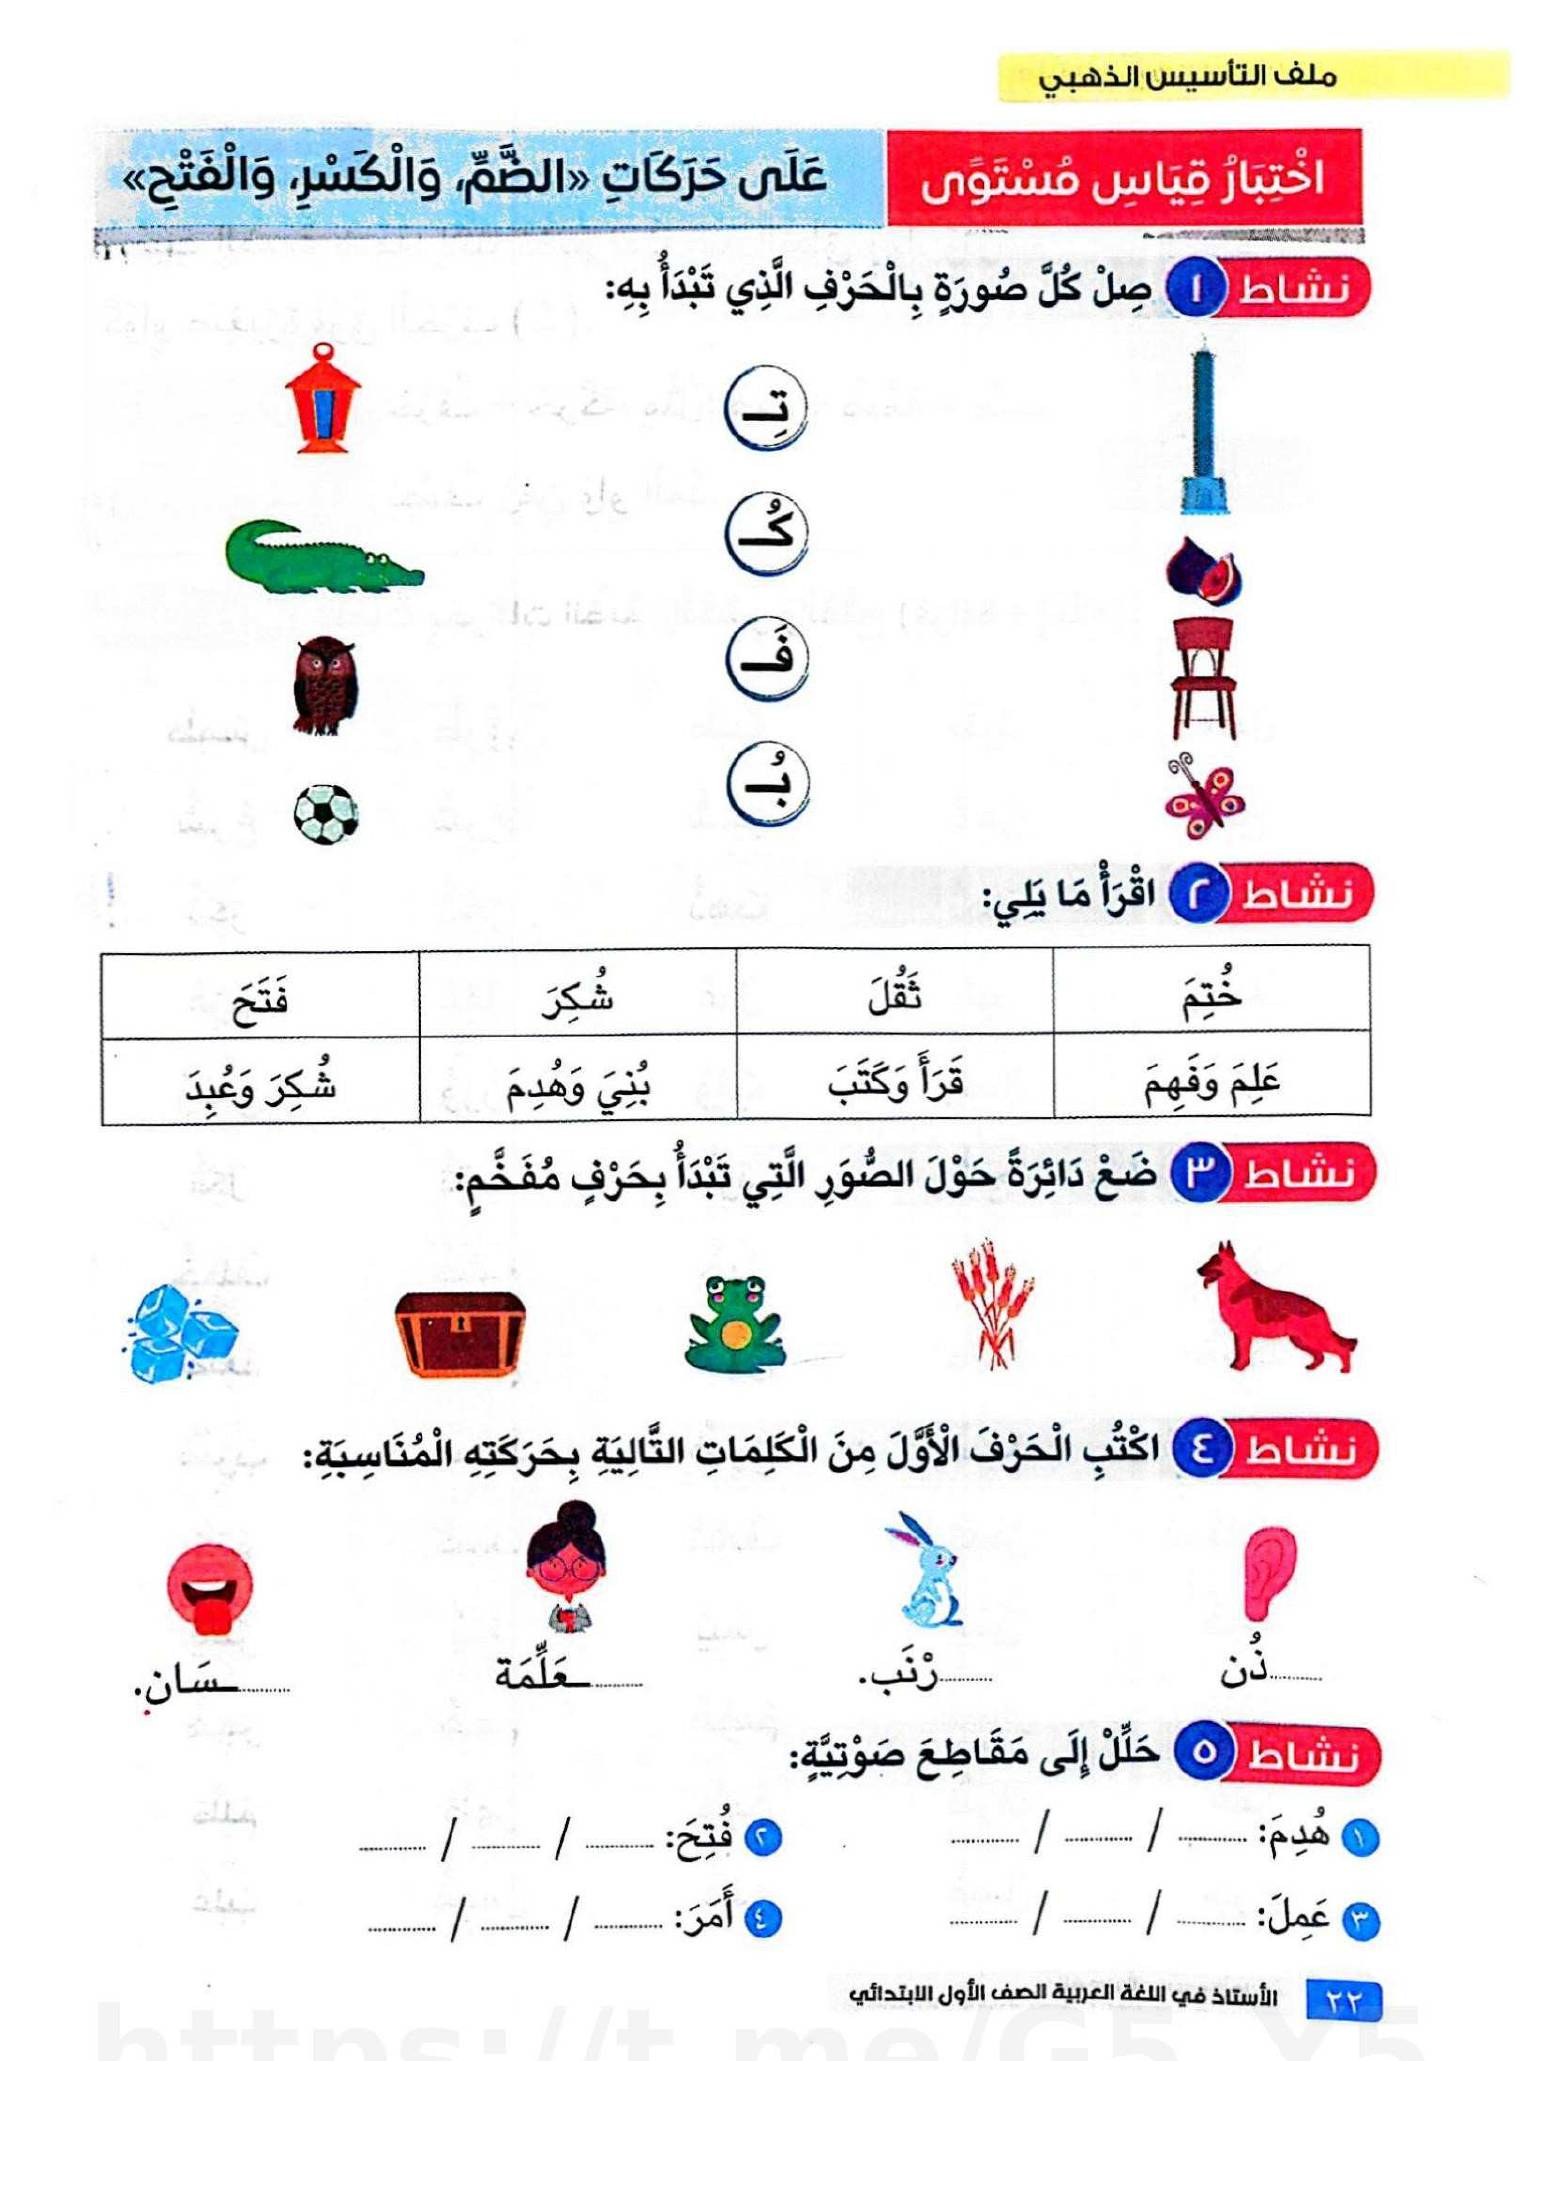 ملف التأسيس الذهبي
اخْتِبَارُ قِيَاسِ مُسْتَوًى عَلَى حَرَكَاتِ «الضَّمِّ، وَالْكَسْرِ، وَالْفَتْحِ»
نشاط ١ صِلْ كُلَّ صُورَةٍ بِالْحَرْفِ الَّذِي تَبْدَأُ بِهِ:
تِـ
كُـ
فَـ
بُـ
نشاط ٢ اقْرَأْ مَا يَلِي:
خُتِمَ ثَقُلَ شُكِرَ فَتَحَ
عَلِمَ وَفَهِمَ قَرَأَ وَكَتَبَ بُنِيَ وَهُدِمَ شُكِرَ وَعُبِدَ
نشاط ٣ ضَعْ دَائِرَةً حَوْلَ الصُّوَرِ الَّتِي تَبْدَأُ بِحَرْفٍ مُفَخَّمٍ:
نشاط ٤ اكْتُبِ الْحَرْفَ الْأَوَّلَ مِنَ الْكَلِمَاتِ التَّالِيَةِ بِحَرَكَتِهِ الْمُنَاسِبَةِ:
..........ذُن ..........رْنَب. ..........ـعَلِّمَة ..........ـسَان.
نشاط ٥ حَلِّلْ إِلَى مَقَاطِعَ صَوْتِيَّةٍ:
١ هُدِمَ: .......... / .......... / .......... ٢ فُتِحَ: .......... / .......... / ..........
٣ عَمِلَ: .......... / .......... / .......... ٤ أَمَرَ: .......... / .......... / ..........
٢٢ الأستاذ في اللغة العربية الصف الأول الابتدائي